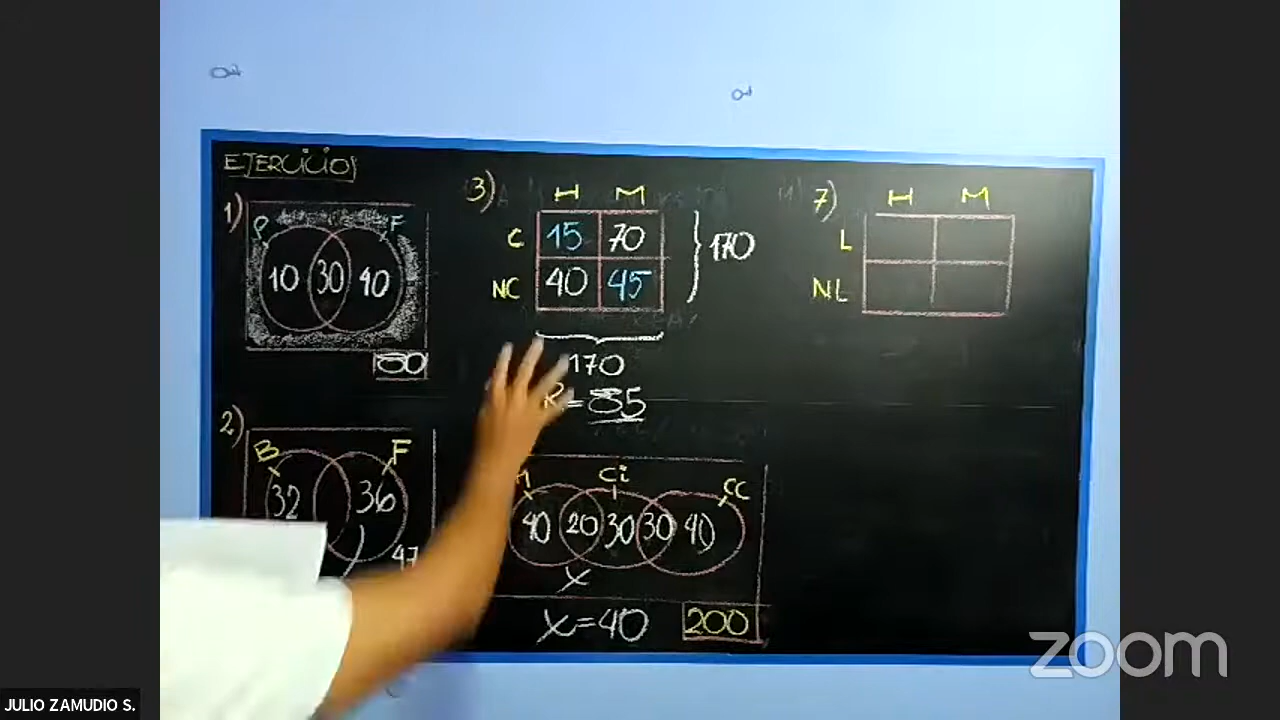 EJERCICIOS
1)
P F
10 30 40
80
2)
B F
32 36
47
3) H M
C 15 70
NC 40 45
170
170
R = 85
M Ci CC
40 20 30 30 40
X
X=40 200
7) H M
L
NL
zoom
JULIO ZAMUDIO S.